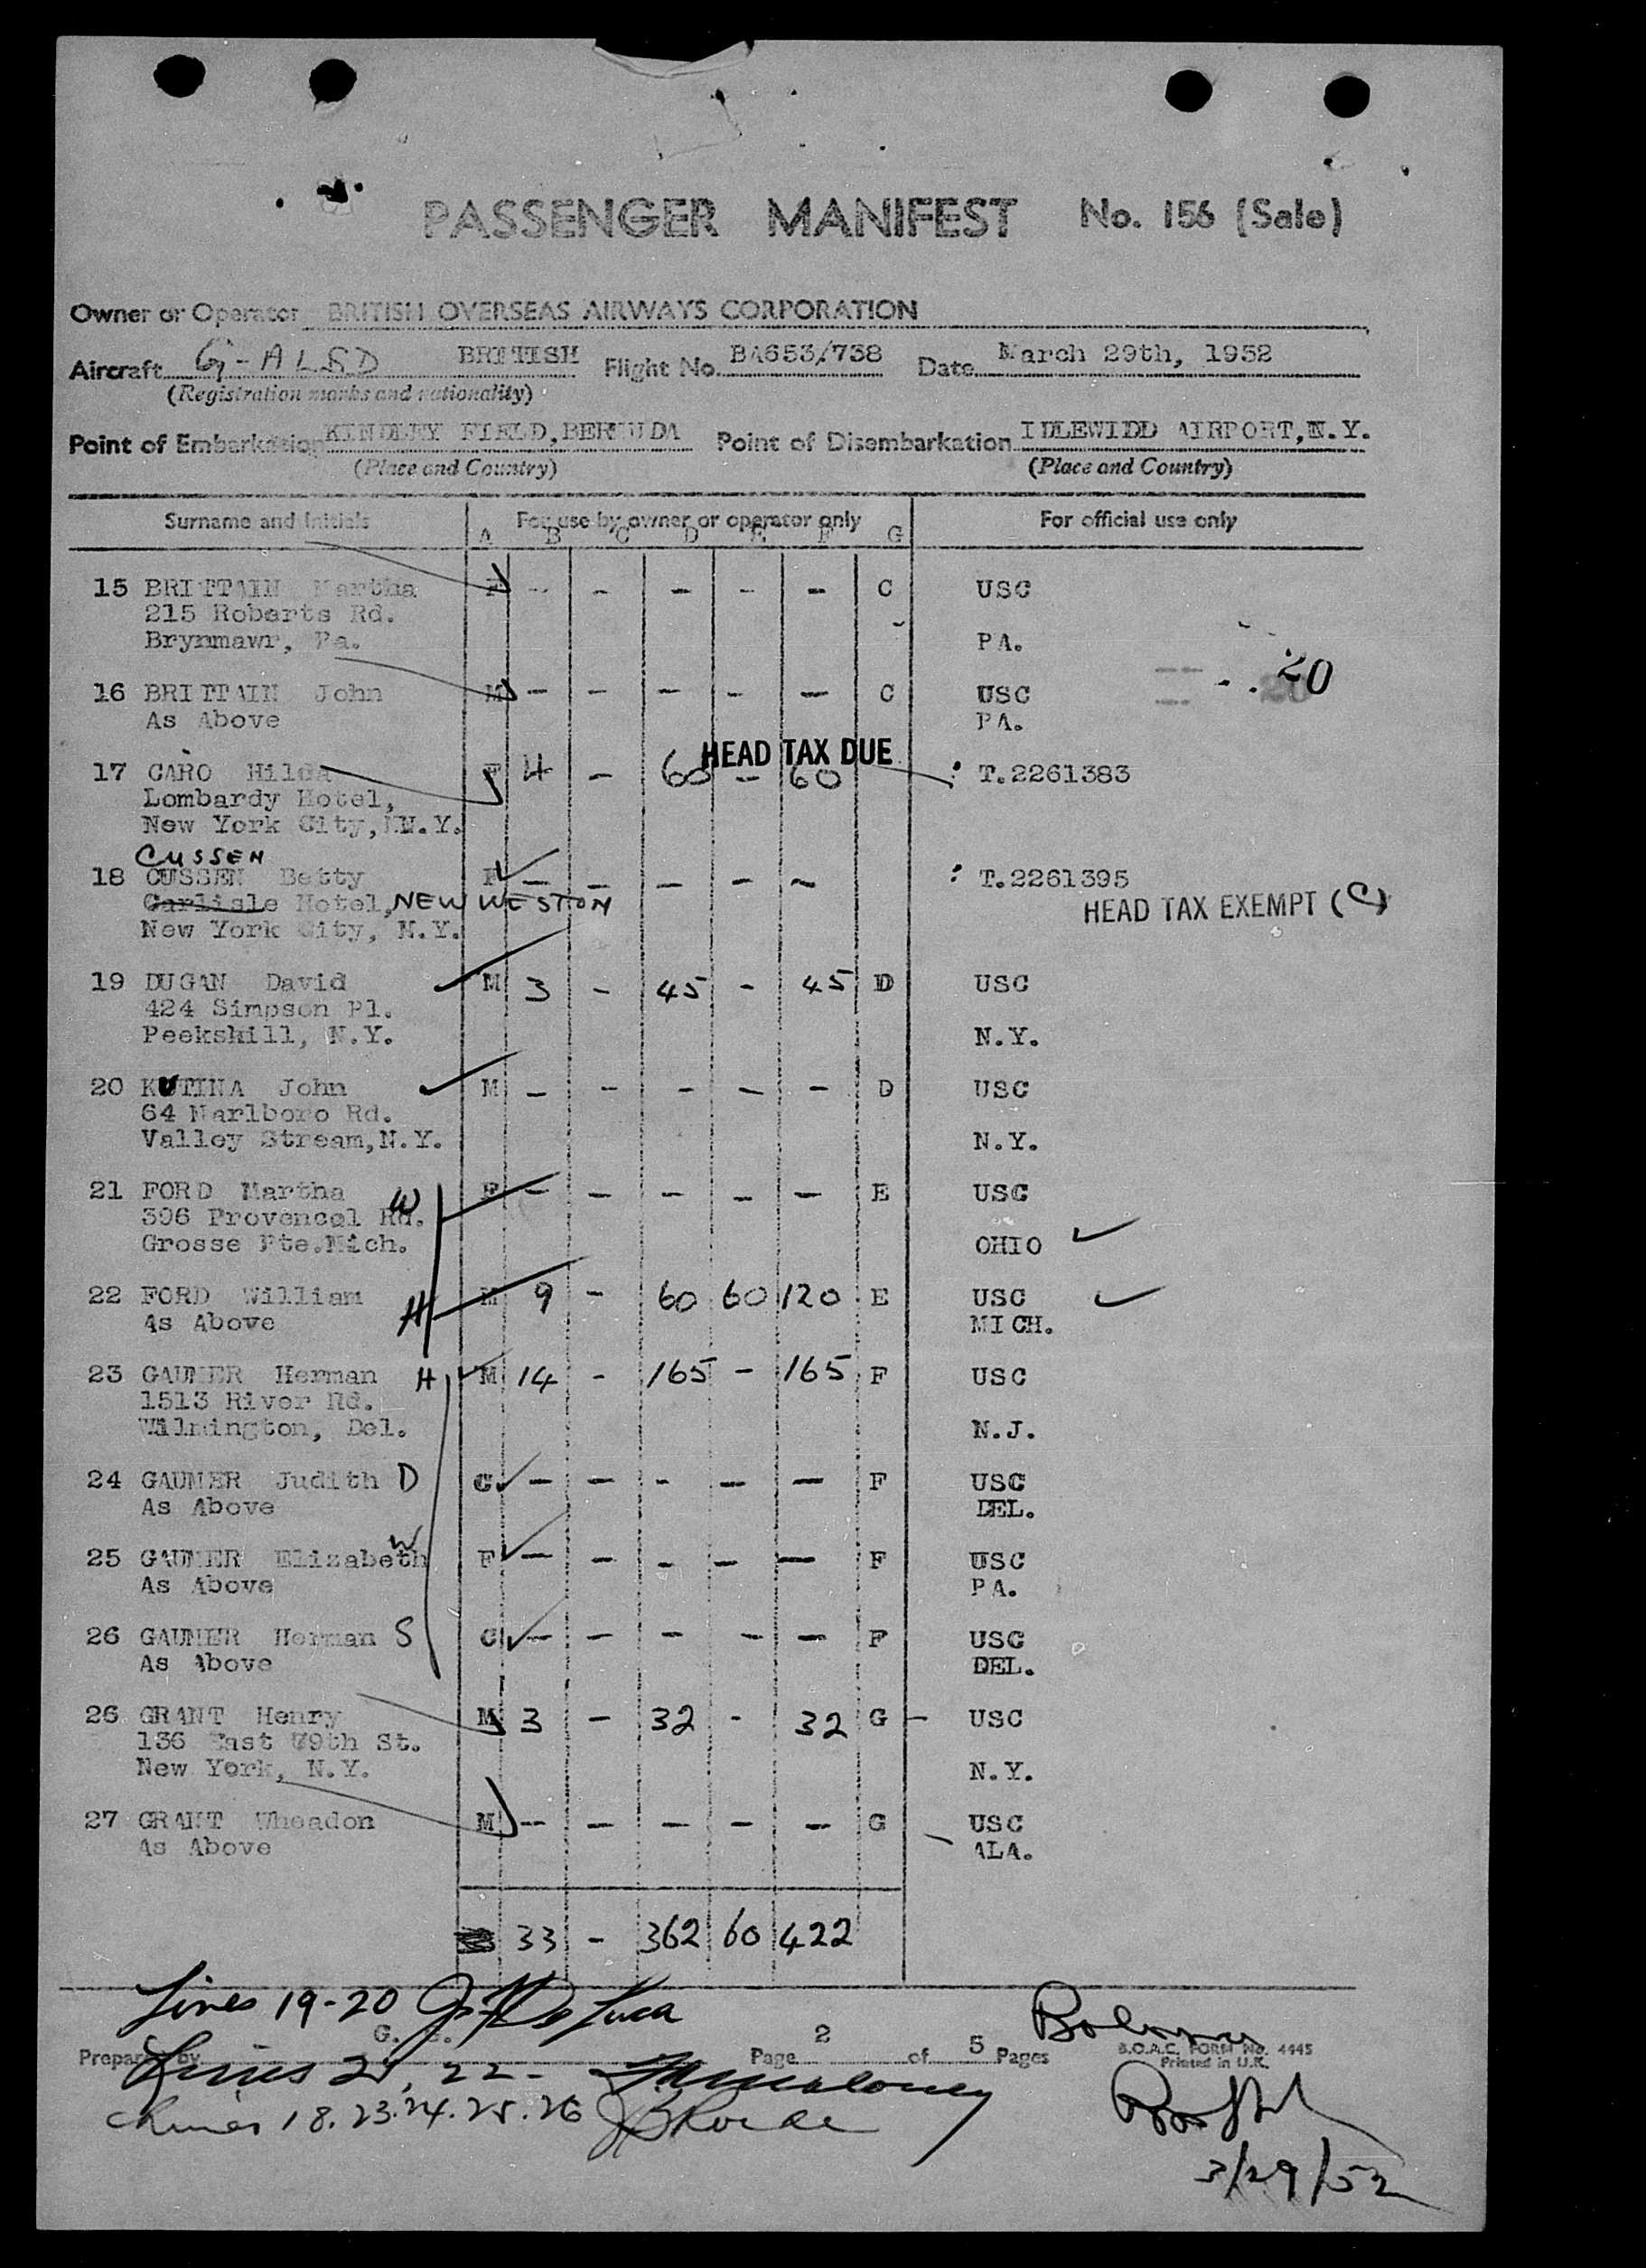 PASSENGER MANIFEST No. 156 (Sale)
Owner or Operator BRITISH OVERSEAS AIRWAYS CORPORATION
Aircraft G-ALSD BRITISH Flight No. BA653/738 Date March 29th, 1952
(Registration marks and nationality)
Point of Embarkation KINDLEY FIELD, BERMUDA Point of Disembarkation IDLEWIDD AIRPORT, N.Y.
(Place and Country) (Place and Country)
Surname and Initials For use by owner or operator only For official use only
A B C D E F G
15 BRITTAIN Martha F - - - - - C USC
215 Roberts Rd.
Brynmawr, Pa. PA.
20
16 BRITTAIN John M - - - - - C USC
As Above PA.
HEAD TAX DUE
17 CARO Hilda F 4 - 60 - 60 T.2261383
Lombardy Hotel,
New York City, N.Y.
CUSSEN
18 CUSSEN Betty F - - - - - T.2261395
Carlisle Hotel, NEW WESTON HEAD TAX EXEMPT (C)
New York City, N.Y.
19 DUGAN David M 3 - 45 - 45 D USC
424 Simpson Pl.
Peekskill, N.Y. N.Y.
20 KUTINA John M - - - - - D USC
64 Marlboro Rd.
Valley Stream, N.Y. N.Y.
21 FORD Martha W F - - - - - E USC
396 Provencal Rd.
Grosse Pte. Mich. OHIO
22 FORD William H M 9 - 60 60 120 E USC
As Above MICH.
23 GAUMER Herman H M 14 - 165 - 165 F USC
1513 River Rd.
Wilmington, Del. N.J.
24 GAUMER Judith D C - - - - - F USC
As Above DEL.
25 GAUMER Elizabeth W F - - - - - F USC
As Above PA.
26 GAUMER Herman S C - - - - - F USC
As Above DEL.
26 GRANT Henry M 3 - 32 - 32 G USC
136 East 79th St.
New York, N.Y. N.Y.
27 GRANT Wheadon M - - - - - G USC
As Above ALA.
33 - 362 60 422
Lines 19-20
Prepared by G. Page 2 of 5 Pages B.O.A.C. FORM No. 4445
Printed in U.K.
Lines 21, 22 -
Lines 18. 23. 24. 25. 26
3/29/52